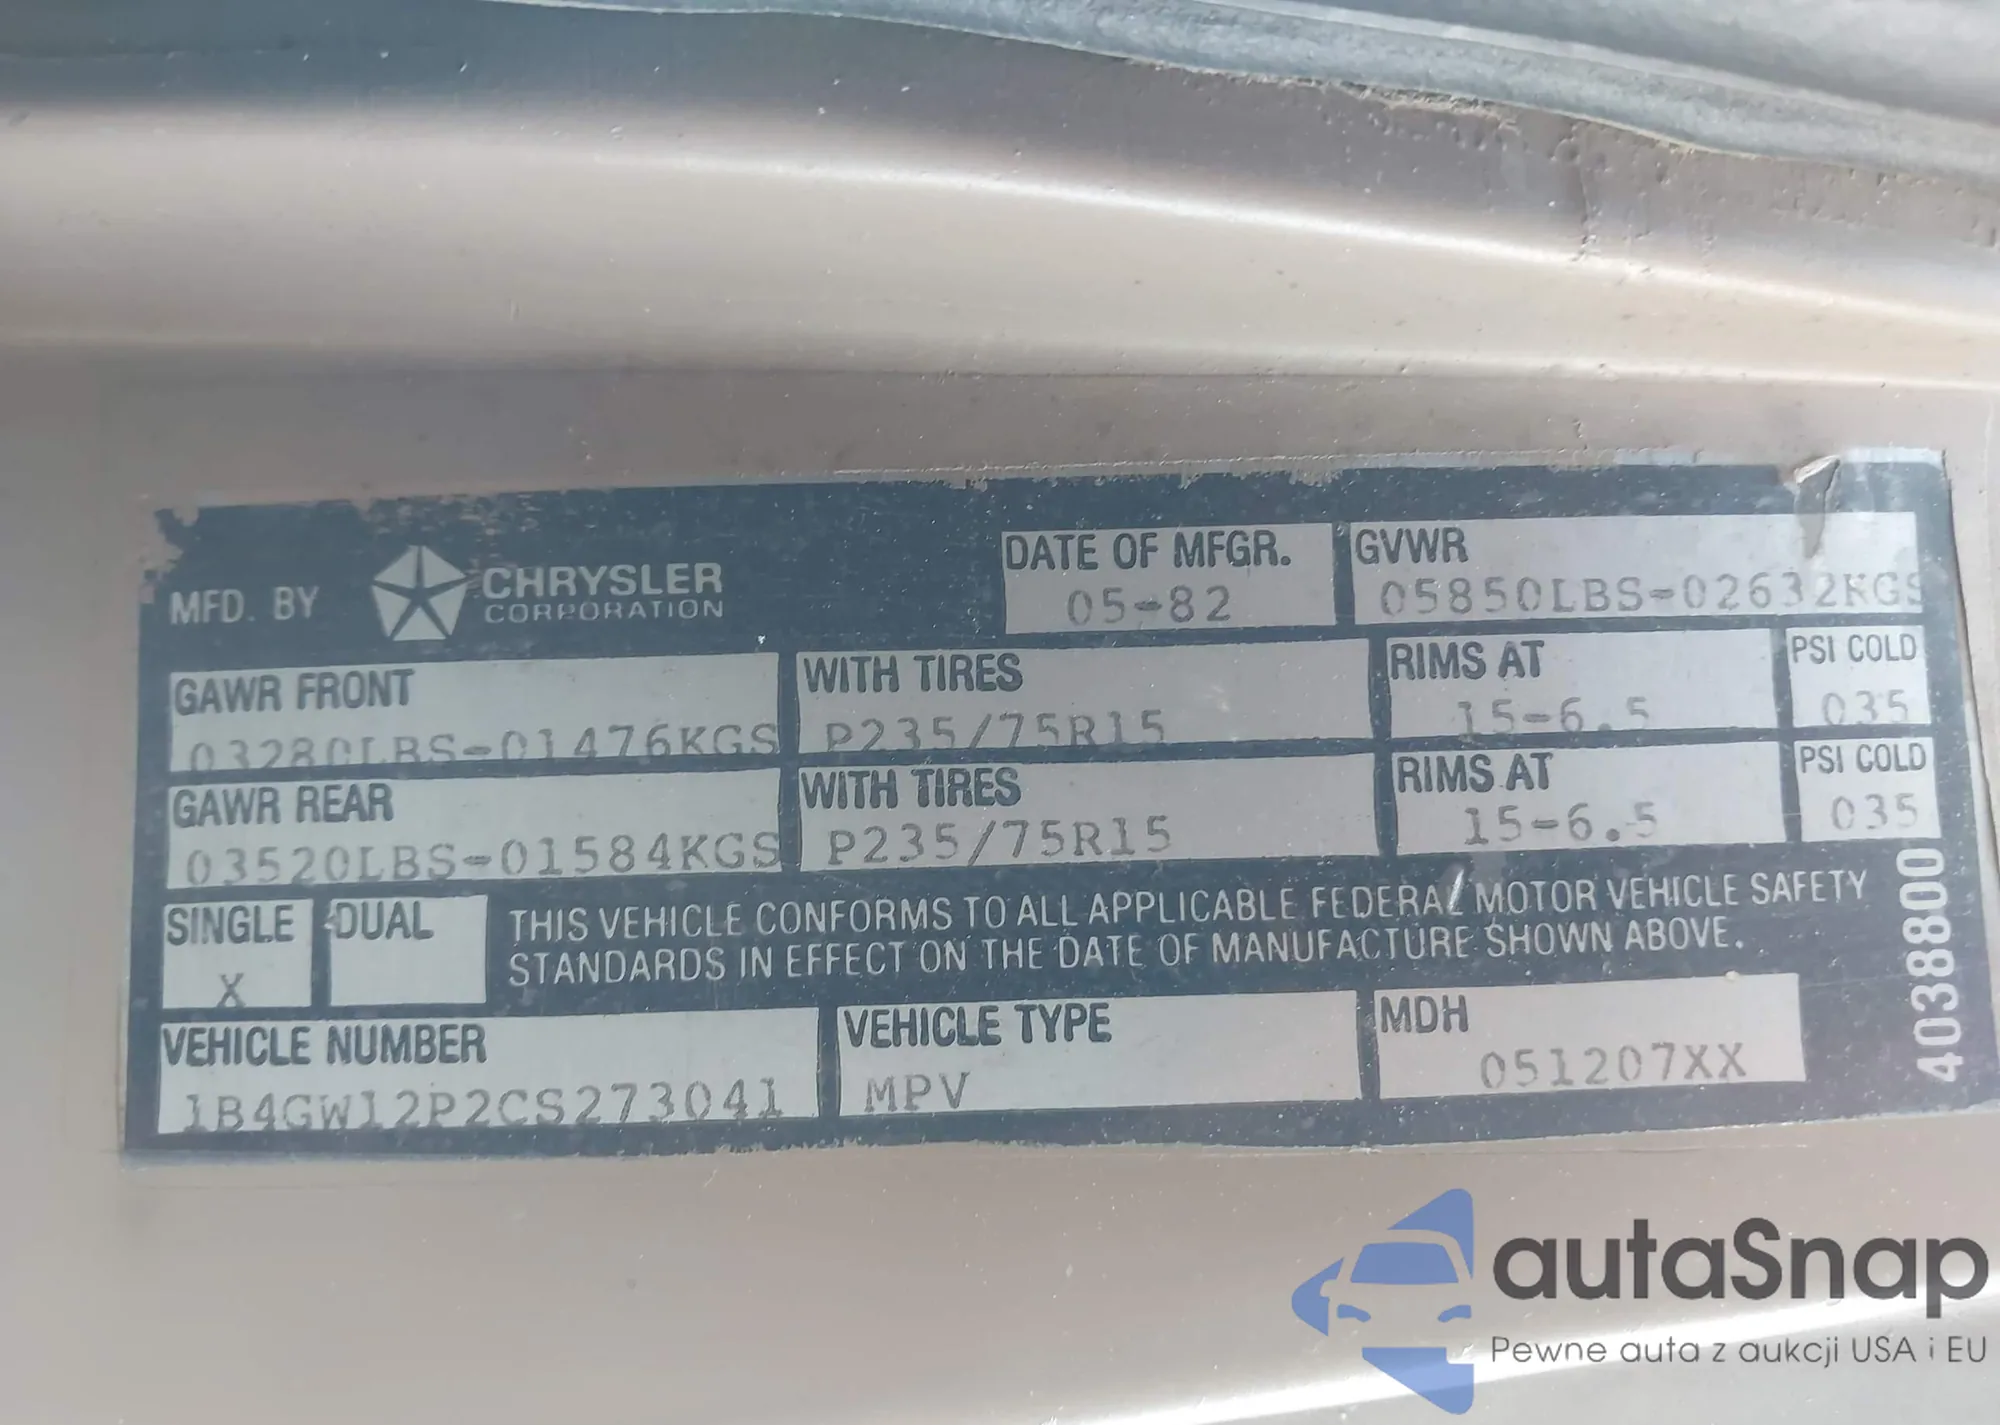 MFD. BY CHRYSLER CORPORATION
DATE OF MFGR.
05-82
GVWR
05850LBS-02632KGS
GAWR FRONT
03280LBS-01476KGS
WITH TIRES
P235/75R15
RIMS AT
15-6.5
PSI COLD
035
GAWR REAR
03520LBS-01584KGS
WITH TIRES
P235/75R15
RIMS AT
15-6.5
PSI COLD
035
SINGLE
X
DUAL
THIS VEHICLE CONFORMS TO ALL APPLICABLE FEDERAL MOTOR VEHICLE SAFETY
STANDARDS IN EFFECT ON THE DATE OF MANUFACTURE SHOWN ABOVE.
VEHICLE NUMBER
1B4GW12P2CS273041
VEHICLE TYPE
MPV
MDH
051207XX
4038800
autaSnap
Pewne auta z aukcji USA i EU